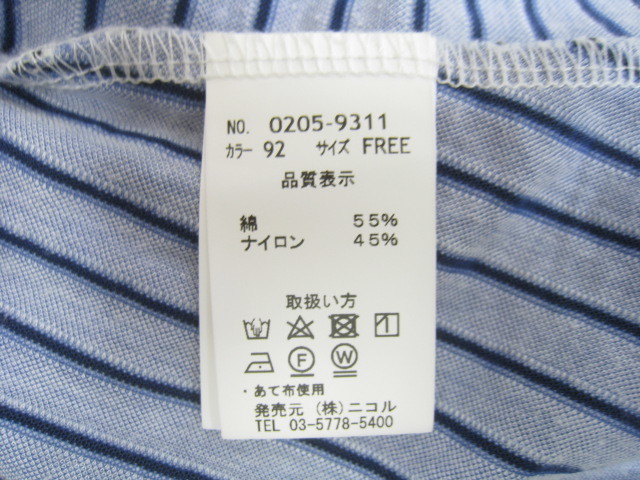 NO. 0205-9311
カラー 92 サイズ FREE
品質表示
綿 55%
ナイロン 45%
取扱い方
F W
・あて布使用
発売元 (株)ニコル
TEL 03-5778-5400